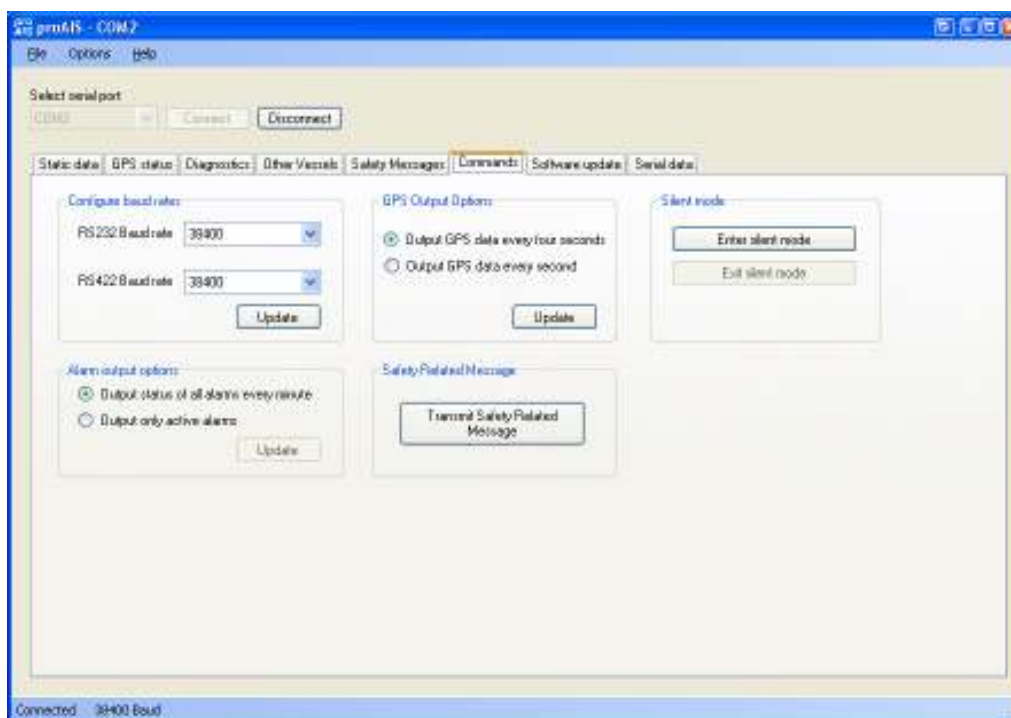 proAIS - COM2
File Options Help
Select serial port
COM2 Connect Disconnect
Static data GPS status Diagnostics Other Vessels Safety Messages Commands Software update Serial data
Configure baud rates GPS Output Options Silent mode
RS232 Baud rate 38400 Output GPS data every four seconds Enter silent mode
Output GPS data every second Exit silent mode
RS422 Baud rate 38400
Update Update
Alarm output options Safety Related Message
Output status of all alarms every minute
Output only active alarms Transmit Safety Related
Message
Update
Connected 38400 Baud